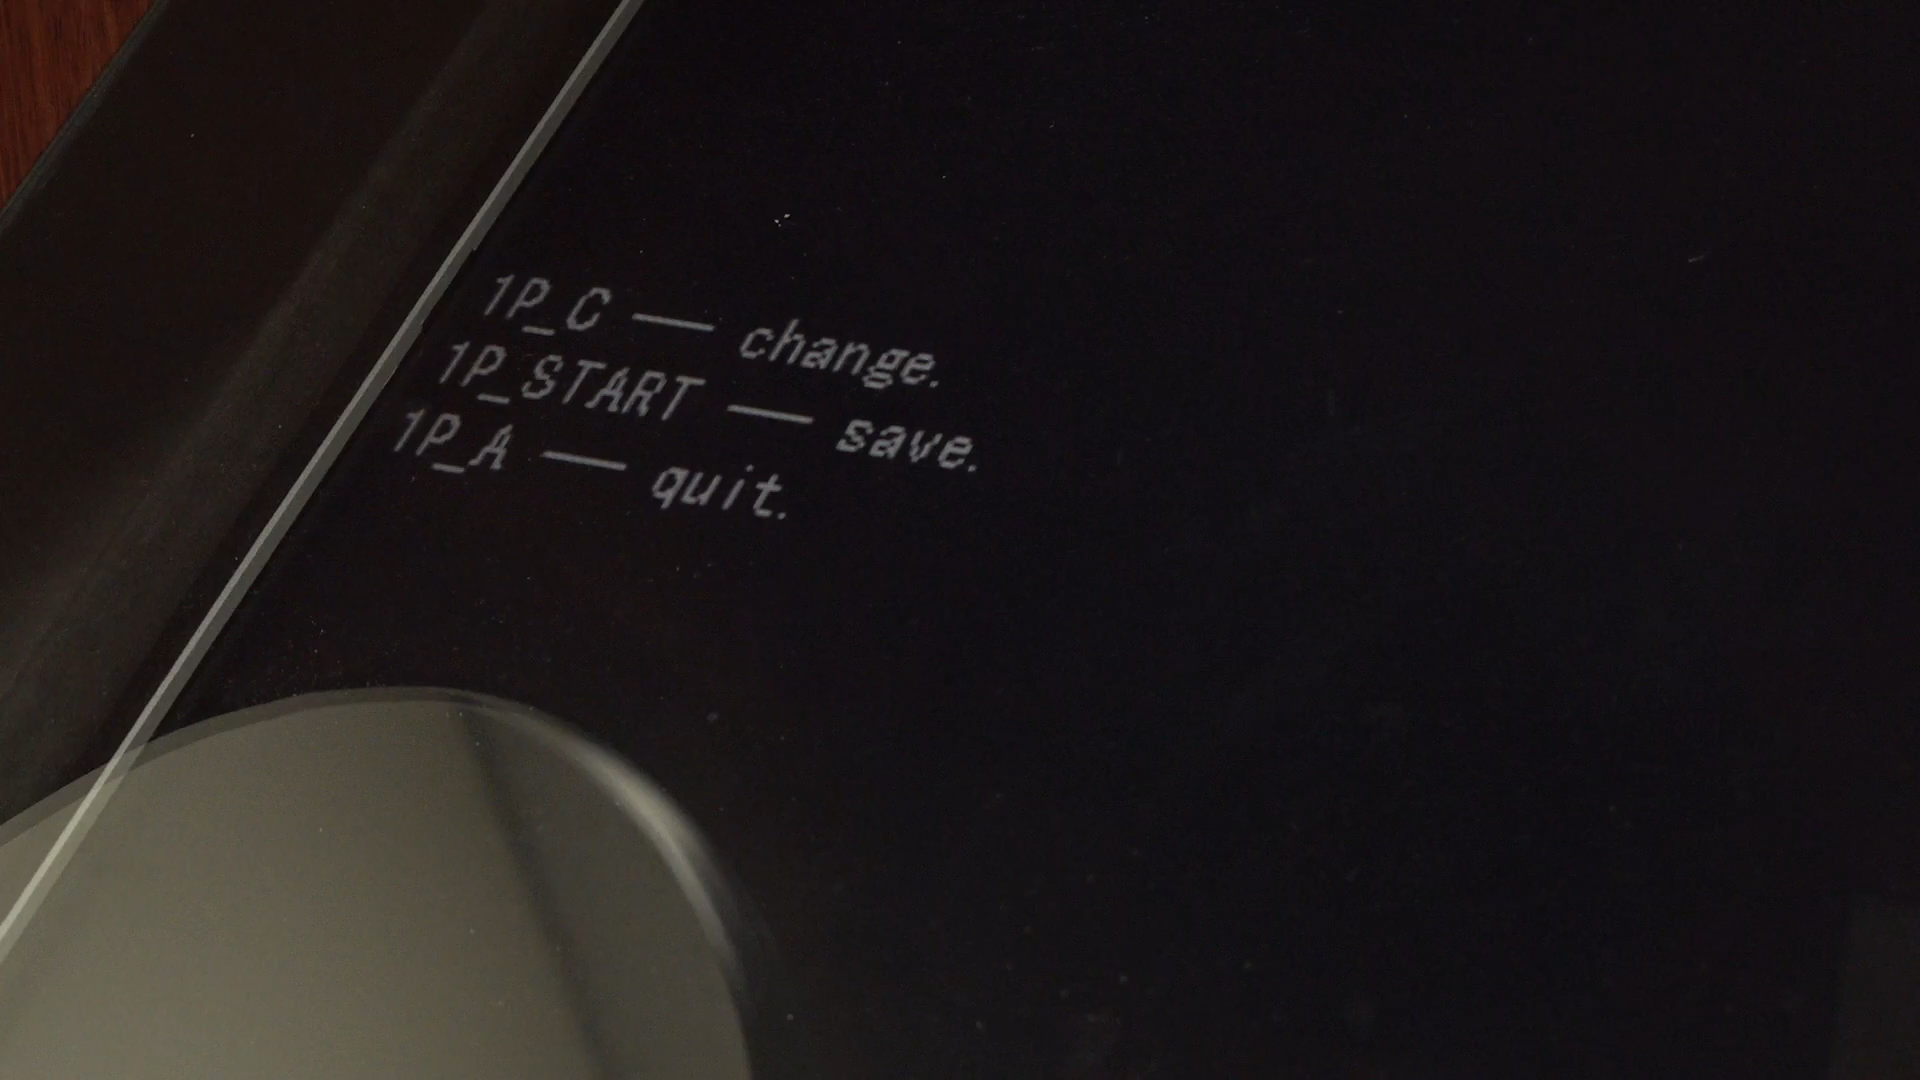 1P_C — change.
1P_START — save.
1P_A — quit.